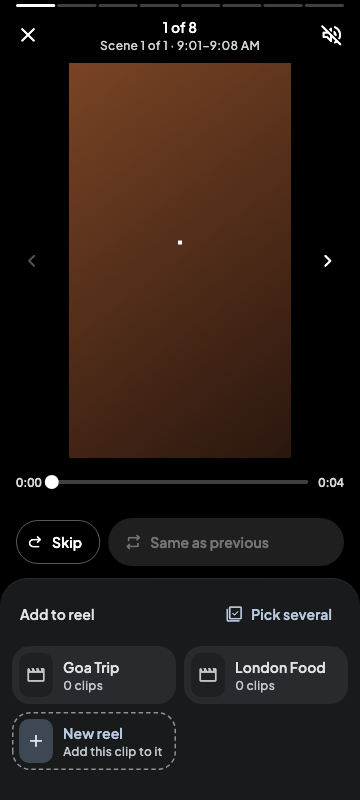 1 of 8
Scene 1 of 1 · 9:01–9:08 AM
0:00
0:04
Skip
Same as previous
Add to reel
Pick several
Goa Trip
0 clips
London Food
0 clips
New reel
Add this clip to it